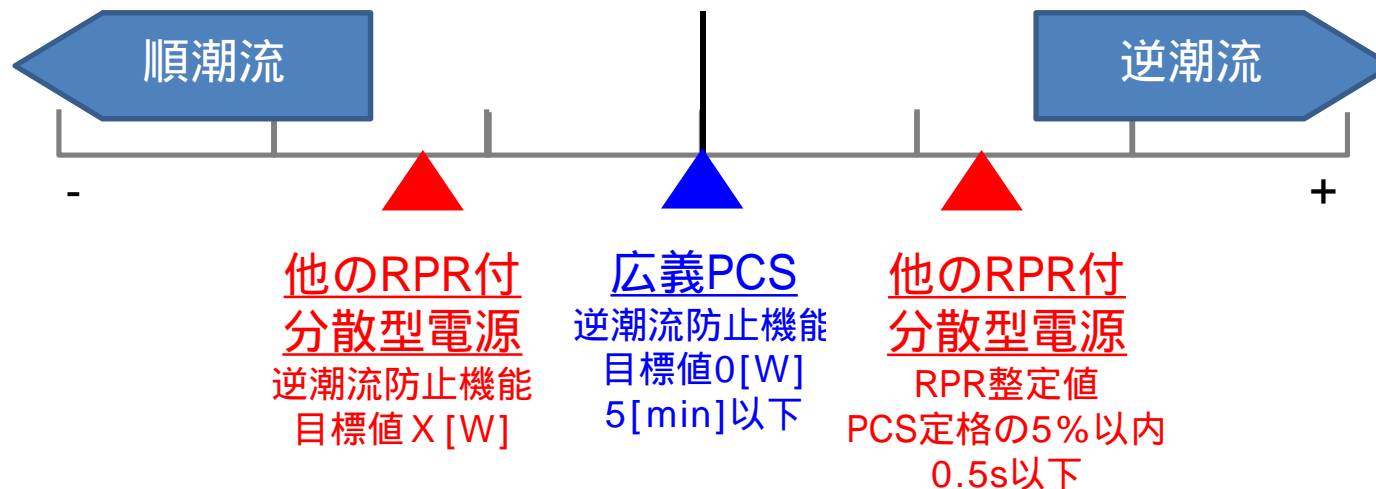 順潮流
逆潮流
-
+
他のRPR付
分散型電源
逆潮流防止機能
目標値X[W]
広義PCS
逆潮流防止機能
目標値0[W]
5[min]以下
他のRPR付
分散型電源
RPR整定値
PCS定格の5%以内
0.5s以下